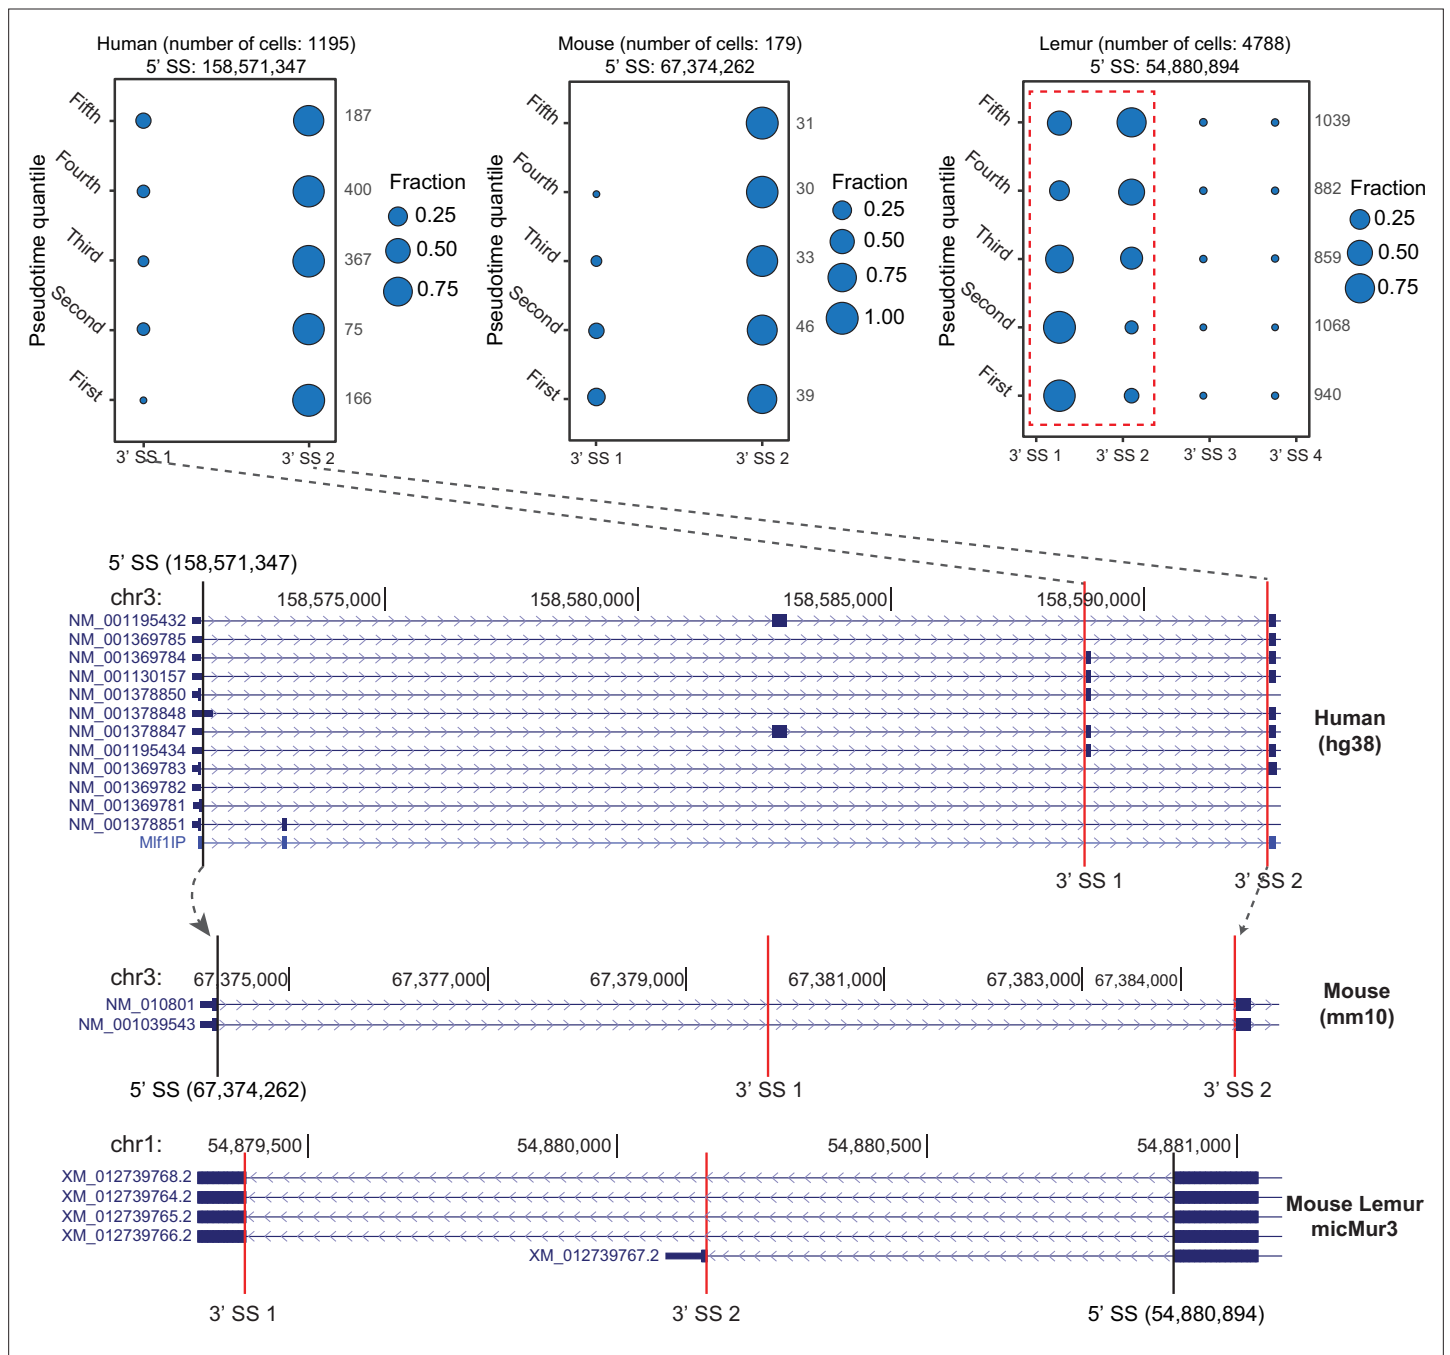 Human (number of cells: 1195)
5' SS: 158,571,347
Pseudotime quantile
Fifth
Fourth
Third
Second
First
187
400
367
75
166
3' SS 1
3' SS 2
Fraction
0.25
0.50
0.75
Mouse (number of cells: 179)
5' SS: 67,374,262
Pseudotime quantile
Fifth
Fourth
Third
Second
First
31
30
33
46
39
3' SS 1
3' SS 2
Fraction
0.25
0.50
0.75
1.00
Lemur (number of cells: 4788)
5' SS: 54,880,894
Pseudotime quantile
Fifth
Fourth
Third
Second
First
1039
882
859
1068
940
3' SS 1
3' SS 2
3' SS 3
3' SS 4
Fraction
0.25
0.50
0.75
5' SS (158,571,347)
chr3:
158,575,000
158,580,000
158,585,000
158,590,000
NM_001195432
NM_001369785
NM_001369784
NM_001130157
NM_001378850
NM_001378848
NM_001378847
NM_001195434
NM_001369783
NM_001369782
NM_001369781
NM_001378851
Mlf1IP
Human
(hg38)
3' SS 1
3' SS 2
chr3:
67,375,000
67,377,000
67,379,000
67,381,000
67,383,000
67,384,000
NM_010801
NM_001039543
Mouse
(mm10)
5' SS (67,374,262)
3' SS 1
3' SS 2
chr1:
54,879,500
54,880,000
54,880,500
54,881,000
XM_012739768.2
XM_012739764.2
XM_012739765.2
XM_012739766.2
XM_012739767.2
Mouse Lemur
micMur3
3' SS 1
3' SS 2
5' SS (54,880,894)